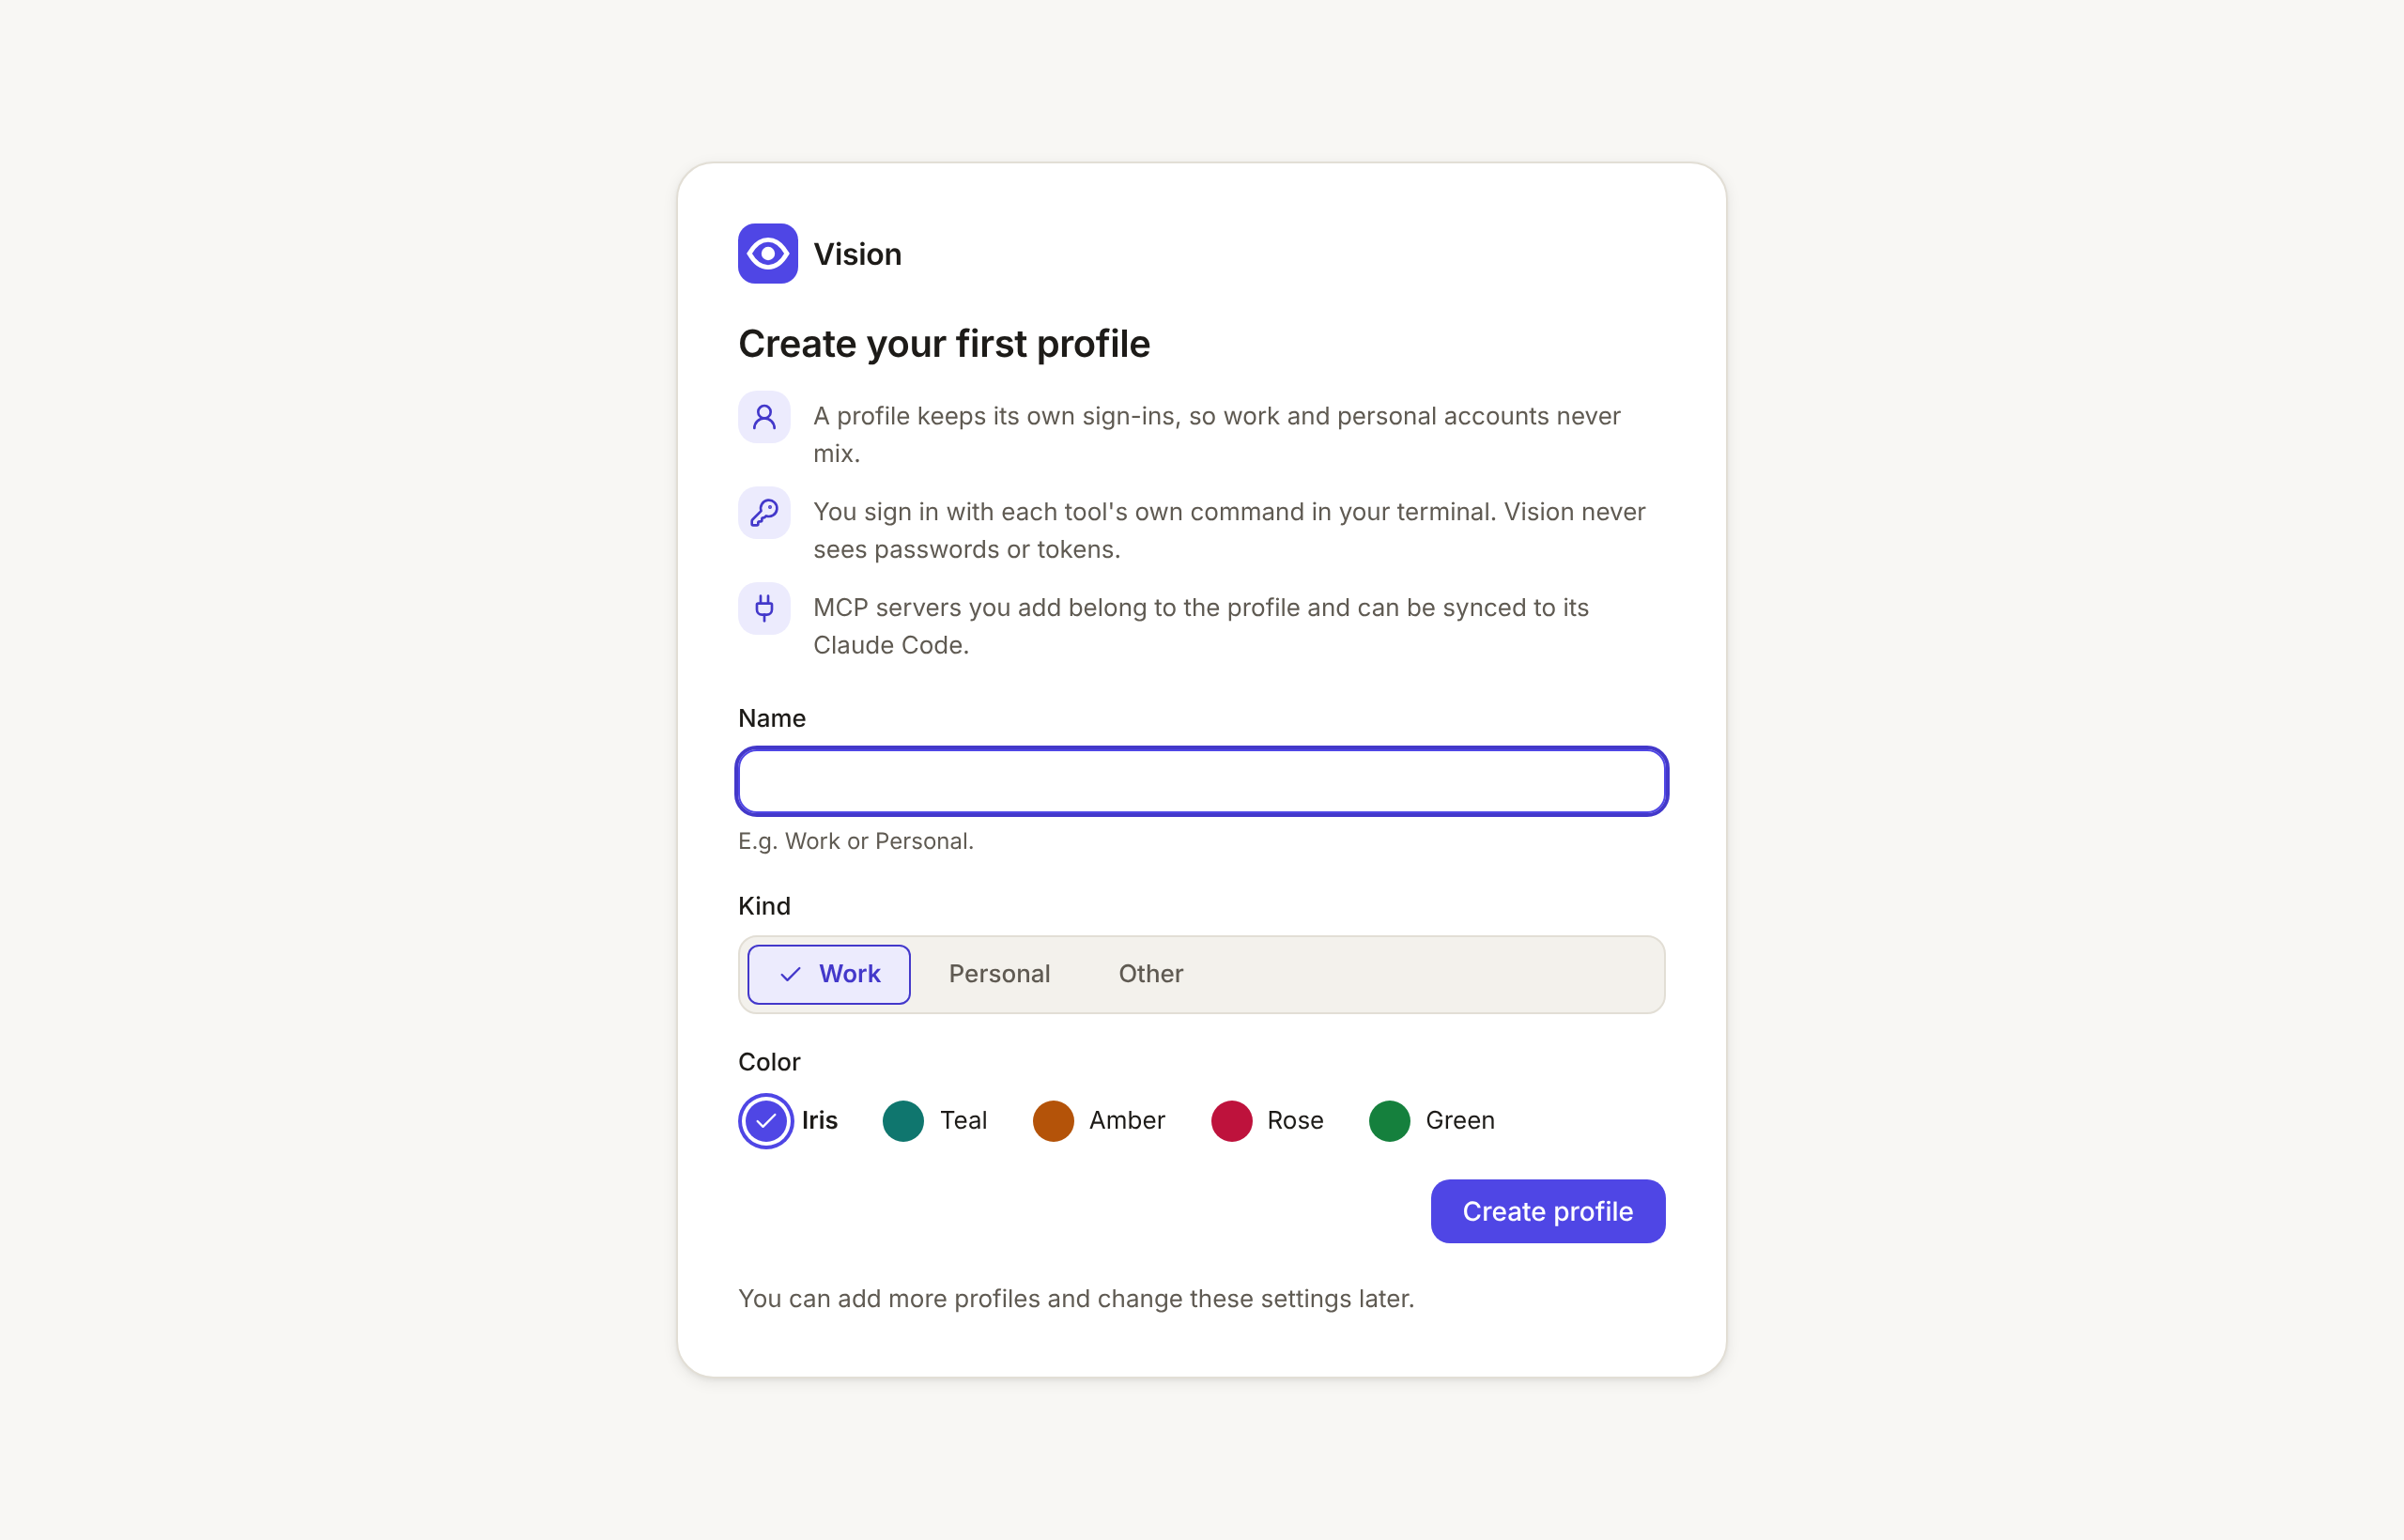 Vision
Create your first profile
A profile keeps its own sign-ins, so work and personal accounts never
mix.
You sign in with each tool's own command in your terminal. Vision never
sees passwords or tokens.
MCP servers you add belong to the profile and can be synced to its
Claude Code.
Name
E.g. Work or Personal.
Kind
Work Personal Other
Color
Iris Teal Amber Rose Green
Create profile
You can add more profiles and change these settings later.